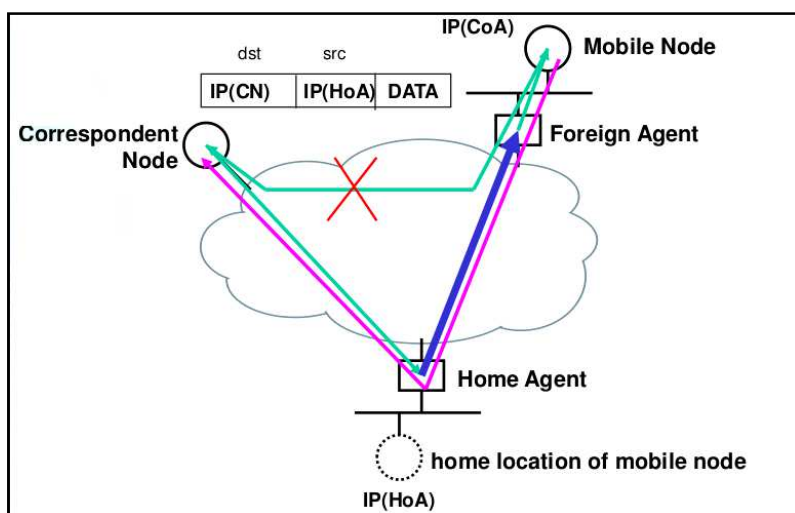 IP(CoA)
Mobile Node
dst src
IP(CN) IP(HoA) DATA
Correspondent
Node
Foreign Agent
Home Agent
home location of mobile node
IP(HoA)